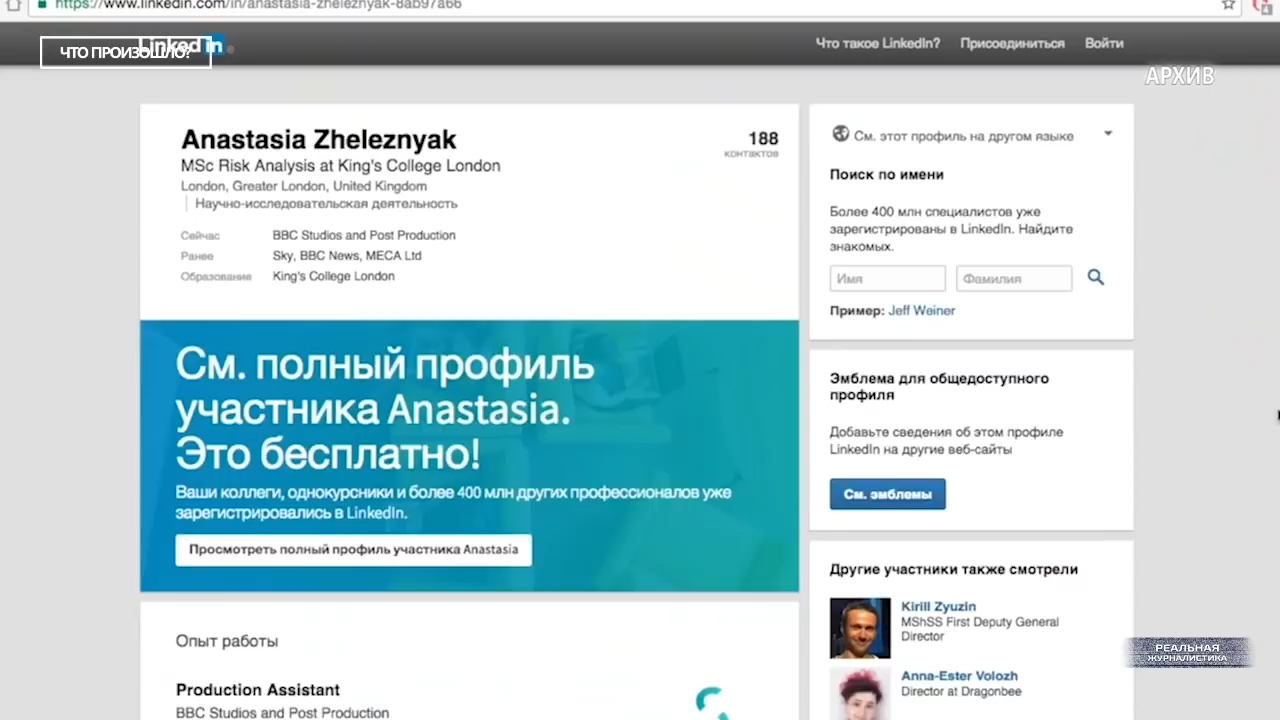 https://www.linkedin.com/in/anastasia-zheleznyak-8ab97a66
LinkedIn
ЧТО ПРОИЗОШЛО?
Что такое LinkedIn? Присоединиться Войти
АРХИВ
Anastasia Zheleznyak
188
контактов
MSc Risk Analysis at King's College London
London, Greater London, United Kingdom
Научно-исследовательская деятельность
Сейчас BBC Studios and Post Production
Ранее Sky, BBC News, MECA Ltd
Образование King's College London
См. полный профиль
участника Anastasia.
Это бесплатно!
Ваши коллеги, однокурсники и более 400 млн других профессионалов уже
зарегистрировались в LinkedIn.
Просмотреть полный профиль участника Anastasia
Опыт работы
Production Assistant
BBC Studios and Post Production
См. этот профиль на другом языке
Поиск по имени
Более 400 млн специалистов уже
зарегистрированы в LinkedIn. Найдите
знакомых.
Имя Фамилия
Пример: Jeff Weiner
Эмблема для общедоступного
профиля
Добавьте сведения об этом профиле
LinkedIn на другие веб-сайты
См. эмблемы
Другие участники также смотрели
Kirill Zyuzin
MShSS First Deputy General
Director
Anna-Ester Volozh
Director at Dragonbee
РЕАЛЬНАЯ
ЖУРНАЛИСТИКА